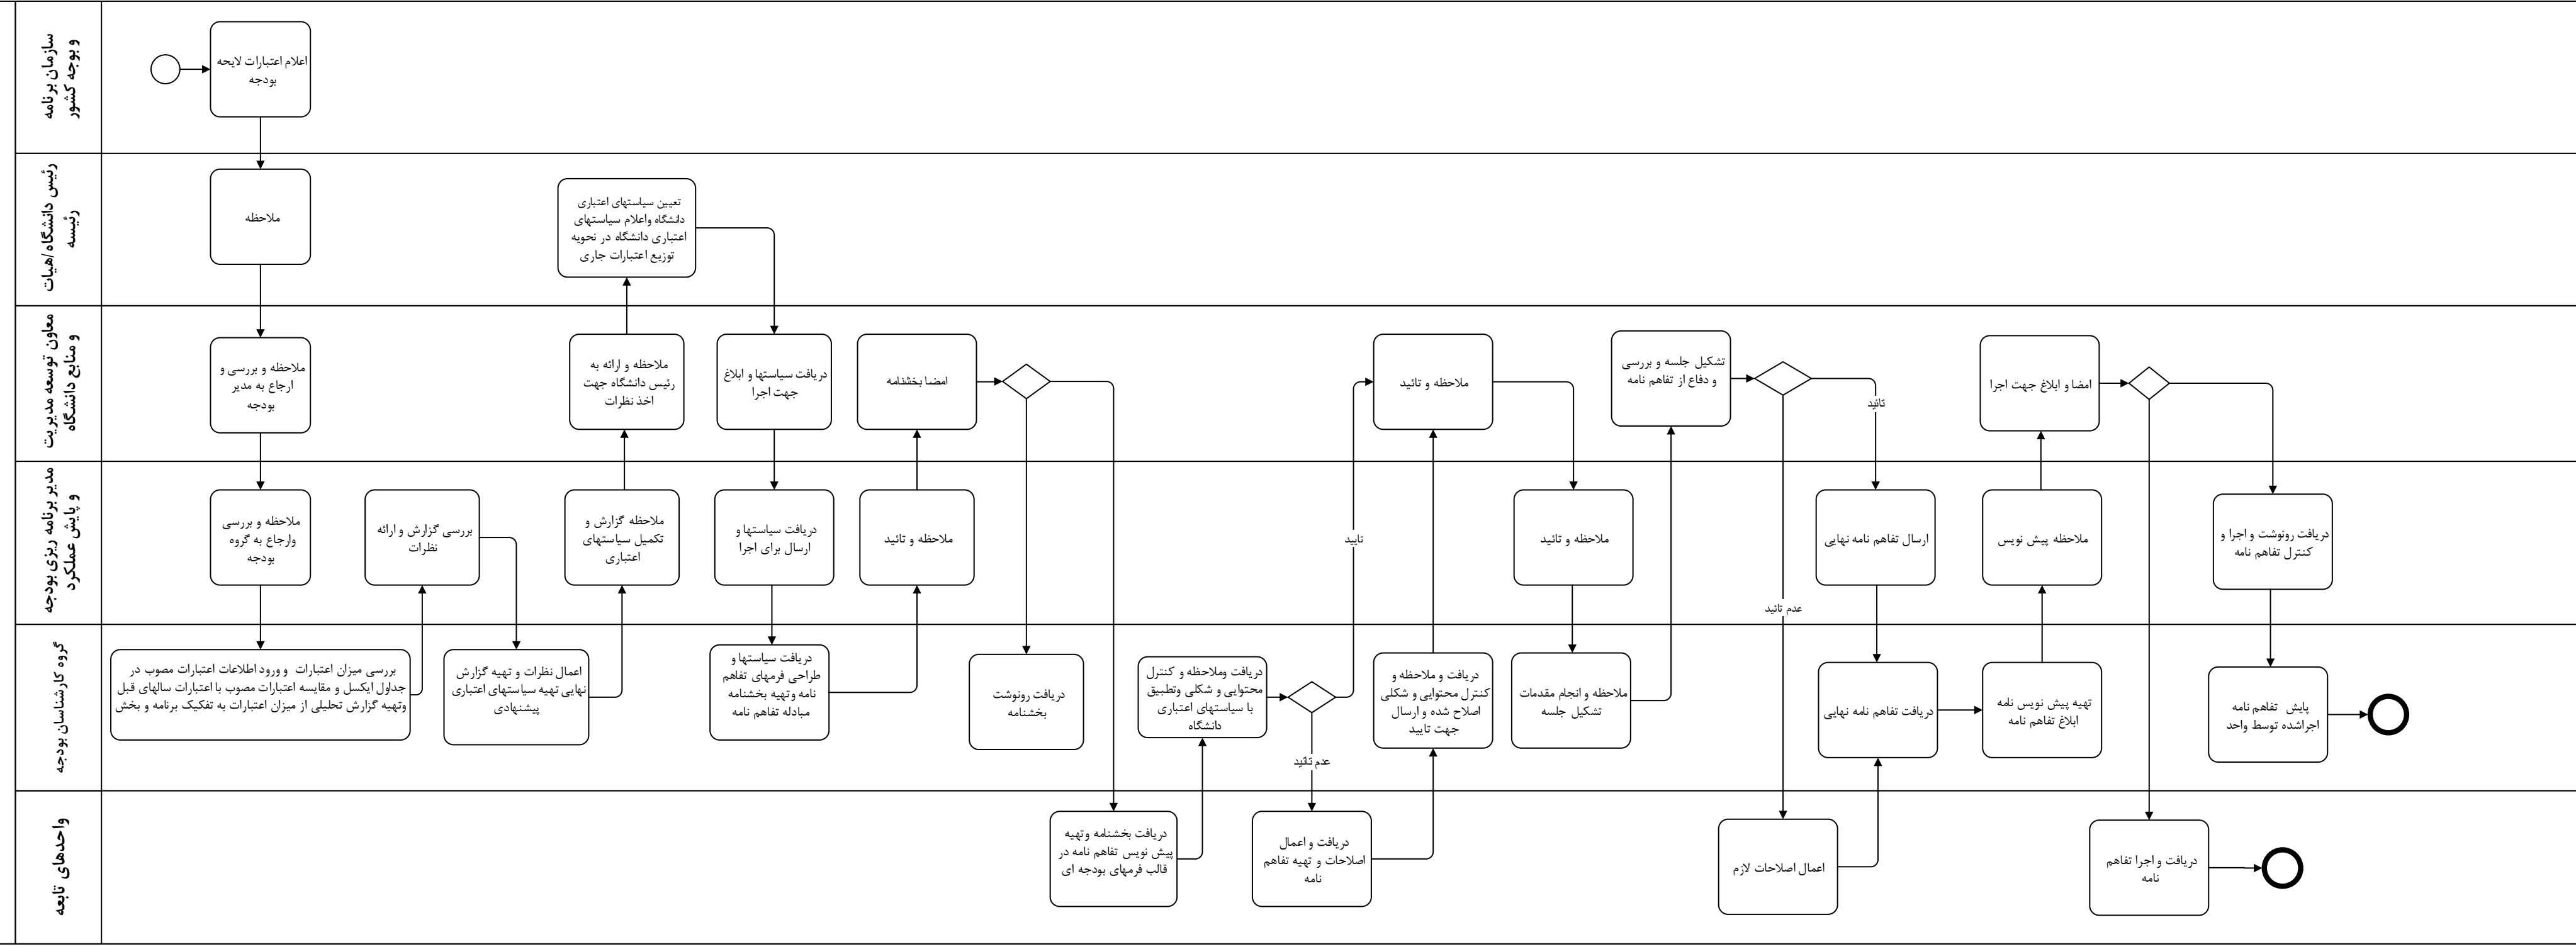 سازمان برنامه
و بوجه کشور
اعلام اعتبارات لایحه
بودجه
رئیس دانشگاه/هیات
رئیسه
ملاحظه
تعیین سیاستهای اعتباری
دانشگاه واعلام سیاستهای
اعتباری دانشگاه در نحویه
توزیع اعتبارات جاری
معاون توسعه مدیریت
و منابع دانشگاه
ملاحظه و بررسی و
ارجاع به مدیر
بودجه
ملاحظه و ارائه به
رئیس دانشگاه جهت
اخذ نظرات
دریافت سیاستها و ابلاغ
جهت اجرا
امضا بخشنامه
ملاحظه و تائید
تشکیل جلسه و بررسی
و دفاع از تفاهم نامه
تائید
امضا و ابلاغ جهت اجرا
مدیر برنامه ریزی بودجه
و پایش عملکرد
ملاحظه و بررسی
وارجاع به گروه
بودجه
بررسی گزارش و ارائه
نظرات
ملاحظه گزارش و
تکمیل سیاستهای
اعتباری
دریافت سیاستها و
ارسال برای اجرا
ملاحظه و تائید
تایید
ملاحظه و تائید
عدم تائید
ارسال تفاهم نامه نهایی
ملاحظه پیش نویس
دریافت رونوشت و اجرا و
کنترل تفاهم نامه
گروه کارشناسان بودجه
بررسی میزان اعتبارات و ورود اطلاعات اعتبارات مصوب در
جداول ایکسل و مقایسه اعتبارات مصوب با اعتبارات سالهای قبل
وتهیه گزارش تحلیلی از میزان اعتبارات به تفکیک برنامه و بخش
اعمال نظرات و تهیه گزارش
نهایی تهیه سیاستهای اعتباری
پیشنهادی
دریافت سیاستها و
طراحی فرمهای تفاهم
نامه وتهیه بخشنامه
مبادله تفاهم نامه
دریافت رونوشت
بخشنامه
دریافت وملاحظه و کنترل
محتوایی و شکلی وتطبیق
با سیاستهای اعتباری
دانشگاه
عدم تائید
دریافت و ملاحظه و
کنترل محتوایی و شکلی
اصلاح شده و ارسال
جهت تایید
ملاحظه و انجام مقدمات
تشکیل جلسه
دریافت تفاهم نامه نهایی
تهیه پیش نویس نامه
ابلاغ تفاهم نامه
پایش تفاهم نامه
اجراشده توسط واحد
واحدهای تابعه
دریافت بخشنامه وتهیه
پیش نویس تفاهم نامه در
قالب فرمهای بودجه ای
دریافت و اعمال
اصلاحات و تهیه تفاهم
نامه
اعمال اصلاحات لازم
دریافت و اجرا تفاهم
نامه